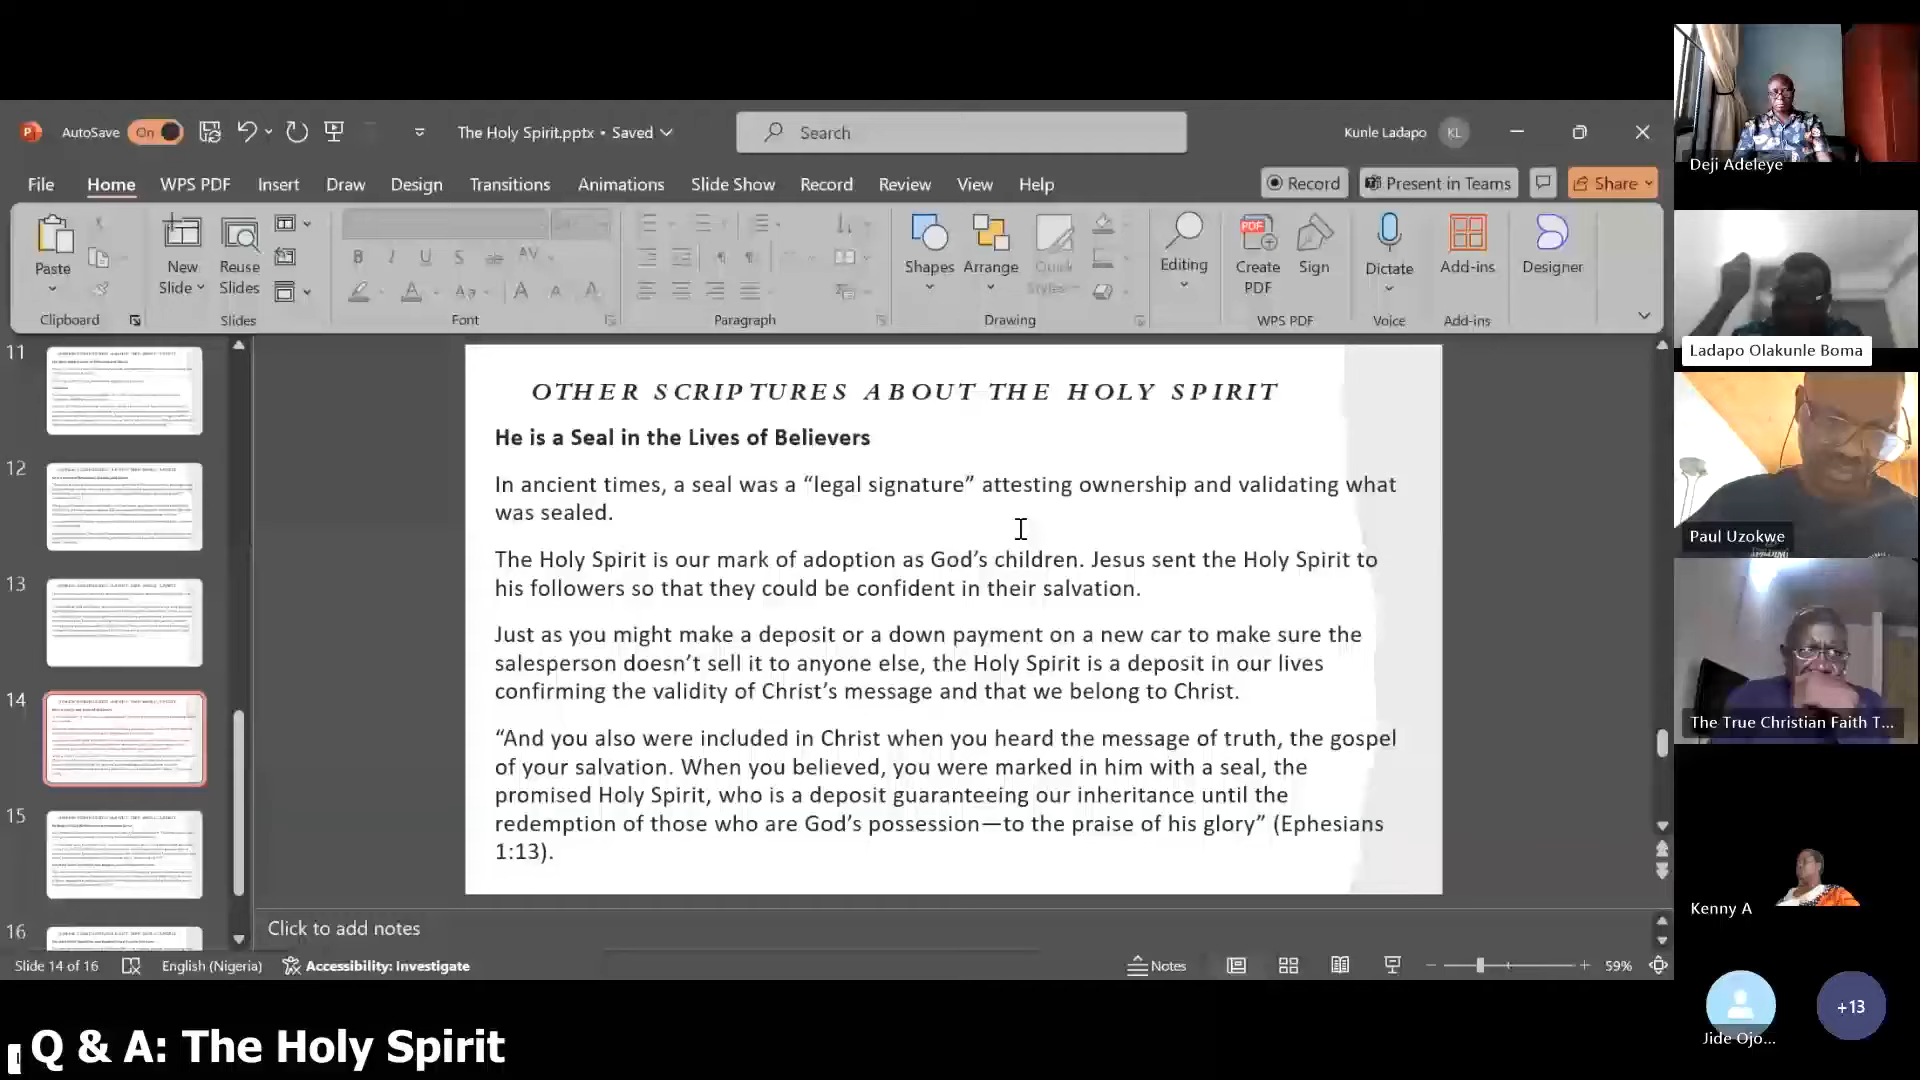 AutoSave On The Holy Spirit.pptx • Saved Search Kunle Ladapo KL
File Home WPS PDF Insert Draw Design Transitions Animations Slide Show Record Review View Help Record Present in Teams Share
Paste New Slide Reuse Slides B I U S ab AV Aa A A A Shapes Arrange Quick Styles Editing Create PDF Sign Dictate Add-ins Designer
Clipboard Slides Font Paragraph Drawing WPS PDF Voice Add-ins
11
12
13
14
15
16
OTHER SCRIPTURES ABOUT THE HOLY SPIRIT
He is a Seal in the Lives of Believers
In ancient times, a seal was a “legal signature” attesting ownership and validating what
was sealed.
The Holy Spirit is our mark of adoption as God’s children. Jesus sent the Holy Spirit to
his followers so that they could be confident in their salvation.
Just as you might make a deposit or a down payment on a new car to make sure the
salesperson doesn’t sell it to anyone else, the Holy Spirit is a deposit in our lives
confirming the validity of Christ’s message and that we belong to Christ.
“And you also were included in Christ when you heard the message of truth, the gospel
of your salvation. When you believed, you were marked in him with a seal, the
promised Holy Spirit, who is a deposit guaranteeing our inheritance until the
redemption of those who are God’s possession—to the praise of his glory” (Ephesians
1:13).
Click to add notes
Slide 14 of 16 English (Nigeria) Accessibility: Investigate Notes 59%
Deji Adeleye
Ladapo Olakunle Boma
Paul Uzokwe
The True Christian Faith T...
Kenny A
Jide Ojo...
+13
Q & A: The Holy Spirit